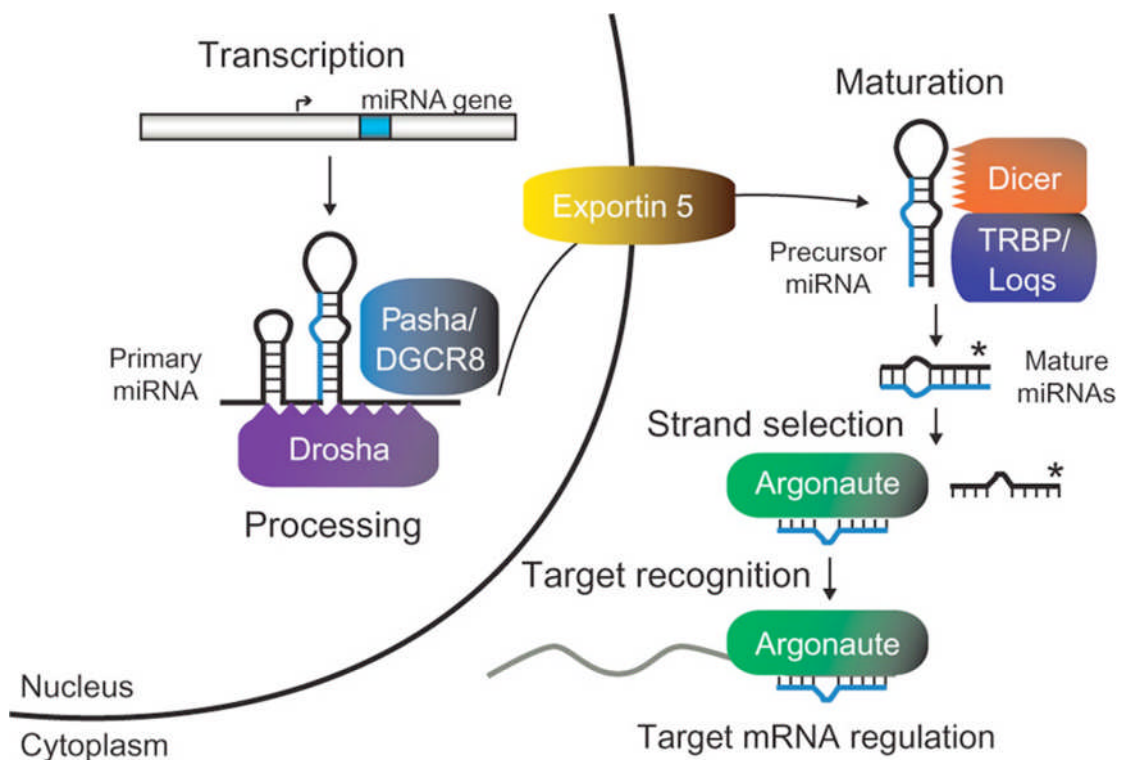 Transcription
miRNA gene
Primary
miRNA
Pasha/
DGCR8
Drosha
Processing
Exportin 5
Maturation
Dicer
TRBP/
Loqs
Precursor
miRNA
*
Mature
miRNAs
Strand selection
Argonaute
*
Target recognition
Argonaute
Target mRNA regulation
Nucleus
Cytoplasm